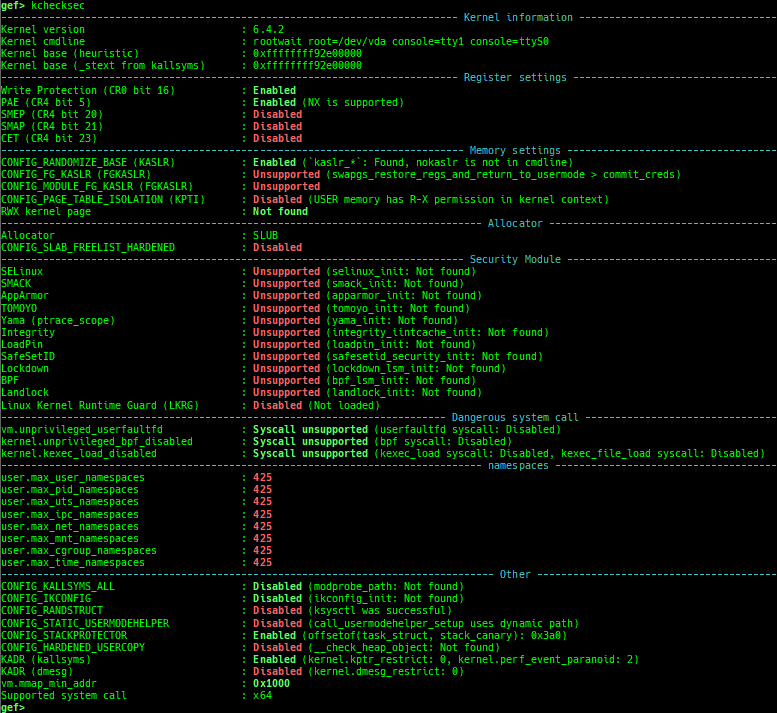 gef> kchecksec
Kernel information
Kernel version : 6.4.2
Kernel cmdline : rootwait root=/dev/vda console=tty1 console=ttyS0
Kernel base (heuristic) : 0xffffffff92e00000
Kernel base (_stext from kallsyms) : 0xffffffff92e00000
Register settings
Write Protection (CR0 bit 16) : Enabled
PAE (CR4 bit 5) : Enabled (NX is supported)
SMEP (CR4 bit 20) : Disabled
SMAP (CR4 bit 21) : Disabled
CET (CR4 bit 23) : Disabled
Memory settings
CONFIG_RANDOMIZE_BASE (KASLR) : Enabled (`kaslr_*`: Found, nokaslr is not in cmdline)
CONFIG_FG_KASLR (FGKASLR) : Unsupported (swapgs_restore_regs_and_return_to_usermode > commit_creds)
CONFIG_MODULE_FG_KASLR (FGKASLR) : Unsupported
CONFIG_PAGE_TABLE_ISOLATION (KPTI) : Disabled (USER memory has R-X permission in kernel context)
RWX kernel page : Not found
Allocator
Allocator : SLUB
CONFIG_SLAB_FREELIST_HARDENED : Disabled
Security Module
SELinux : Unsupported (selinux_init: Not found)
SMACK : Unsupported (smack_init: Not found)
AppArmor : Unsupported (apparmor_init: Not found)
TOMOYO : Unsupported (tomoyo_init: Not found)
Yama (ptrace_scope) : Unsupported (yama_init: Not found)
Integrity : Unsupported (integrity_iintcache_init: Not found)
LoadPin : Unsupported (loadpin_init: Not found)
SafeSetID : Unsupported (safesetid_security_init: Not found)
Lockdown : Unsupported (lockdown_lsm_init: Not found)
BPF : Unsupported (bpf_lsm_init: Not found)
Landlock : Unsupported (landlock_init: Not found)
Linux Kernel Runtime Guard (LKRG) : Disabled (Not loaded)
Dangerous system call
vm.unprivileged_userfaultfd : Syscall unsupported (userfaultfd syscall: Disabled)
kernel.unprivileged_bpf_disabled : Syscall unsupported (bpf syscall: Disabled)
kernel.kexec_load_disabled : Syscall unsupported (kexec_load syscall: Disabled, kexec_file_load syscall: Disabled)
namespaces
user.max_user_namespaces : 425
user.max_pid_namespaces : 425
user.max_uts_namespaces : 425
user.max_ipc_namespaces : 425
user.max_net_namespaces : 425
user.max_mnt_namespaces : 425
user.max_cgroup_namespaces : 425
user.max_time_namespaces : 425
Other
CONFIG_KALLSYMS_ALL : Disabled (modprobe_path: Not found)
CONFIG_IKCONFIG : Disabled (ikconfig_init: Not found)
CONFIG_RANDSTRUCT : Disabled (ksysctl was successful)
CONFIG_STATIC_USERMODEHELPER : Disabled (call_usermodehelper_setup uses dynamic path)
CONFIG_STACKPROTECTOR : Enabled (offsetof(task_struct, stack_canary): 0x3a0)
CONFIG_HARDENED_USERCOPY : Disabled (__check_heap_object: Not found)
KADR (kallsyms) : Enabled (kernel.kptr_restrict: 0, kernel.perf_event_paranoid: 2)
KADR (dmesg) : Disabled (kernel.dmesg_restrict: 0)
vm.mmap_min_addr : 0x1000
Supported system call : x64
gef>